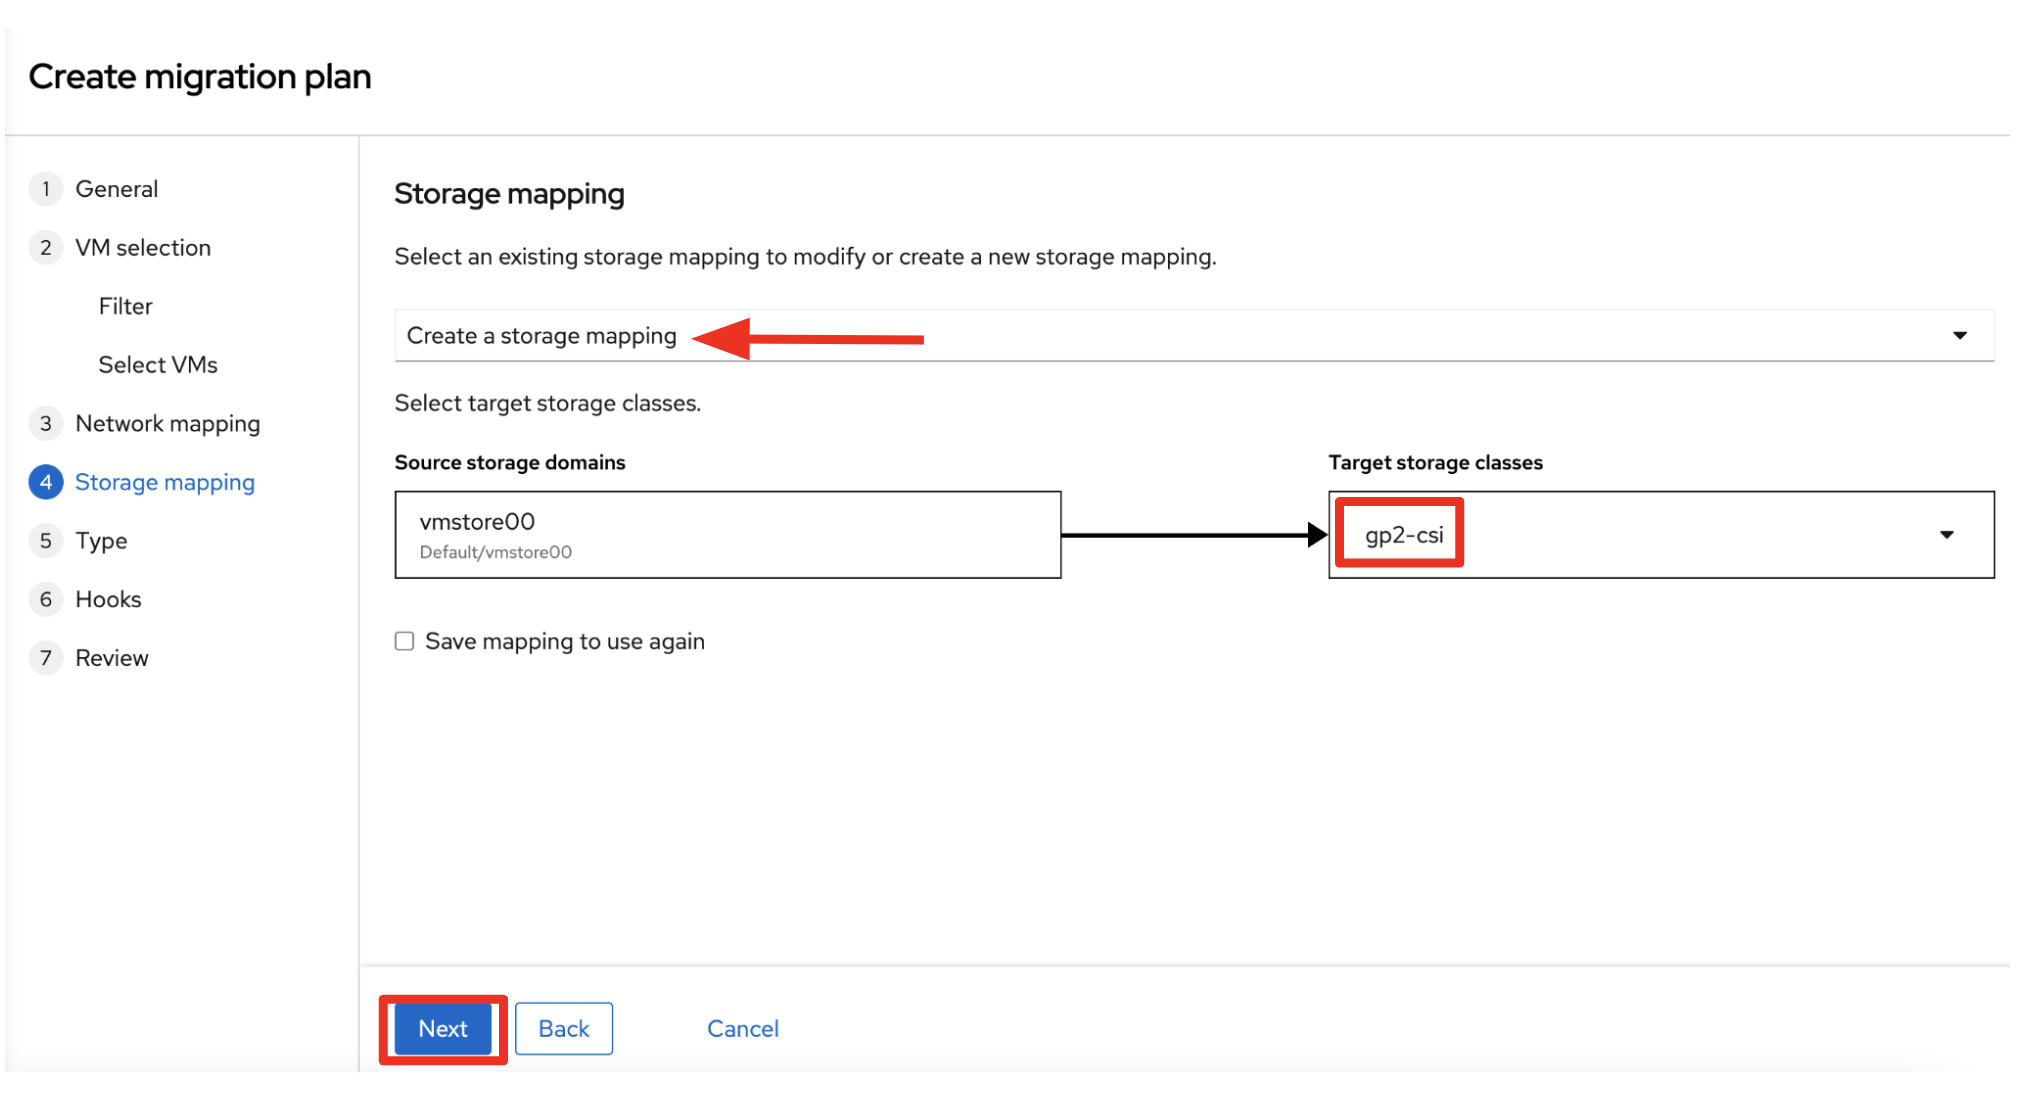 Create migration plan
1 General
2 VM selection
Filter
Select VMs
3 Network mapping
4 Storage mapping
5 Type
6 Hooks
7 Review
Storage mapping
Select an existing storage mapping to modify or create a new storage mapping.
Create a storage mapping
Select target storage classes.
Source storage domains
Target storage classes
vmstore00
Default/vmstore00
gp2-csi
Save mapping to use again
Next
Back
Cancel